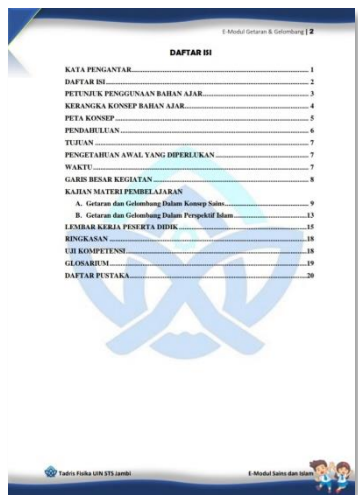 E-Modul Getaran & Gelombang | 2
DAFTAR ISI
KATA PENGANTAR.......... 1
DAFTAR ISI.......... 2
PETUNJUK PENGGUNAAN BAHAN AJAR.......... 3
KERANGKA KONSEP BAHAN AJAR.......... 4
PETA KONSEP.......... 5
PENDAHULUAN.......... 6
TUJUAN.......... 7
PENGETAHUAN AWAL YANG DIPERLUKAN.......... 7
WAKTU.......... 7
GARIS BESAR KEGIATAN.......... 8
KAJIAN MATERI PEMBELAJARAN
A. Getaran dan Gelombang Dalam Konsep Sains.......... 9
B. Getaran dan Gelombang Dalam Perspektif Islam.......... 13
LEMBAR KERJA PESERTA DIDIK.......... 15
RINGKASAN.......... 18
UJI KOMPETENSI.......... 18
GLOSARIUM.......... 19
DAFTAR PUSTAKA.......... 20
Tadris Fisika UIN STS Jambi
E-Modul Sains dan Islam